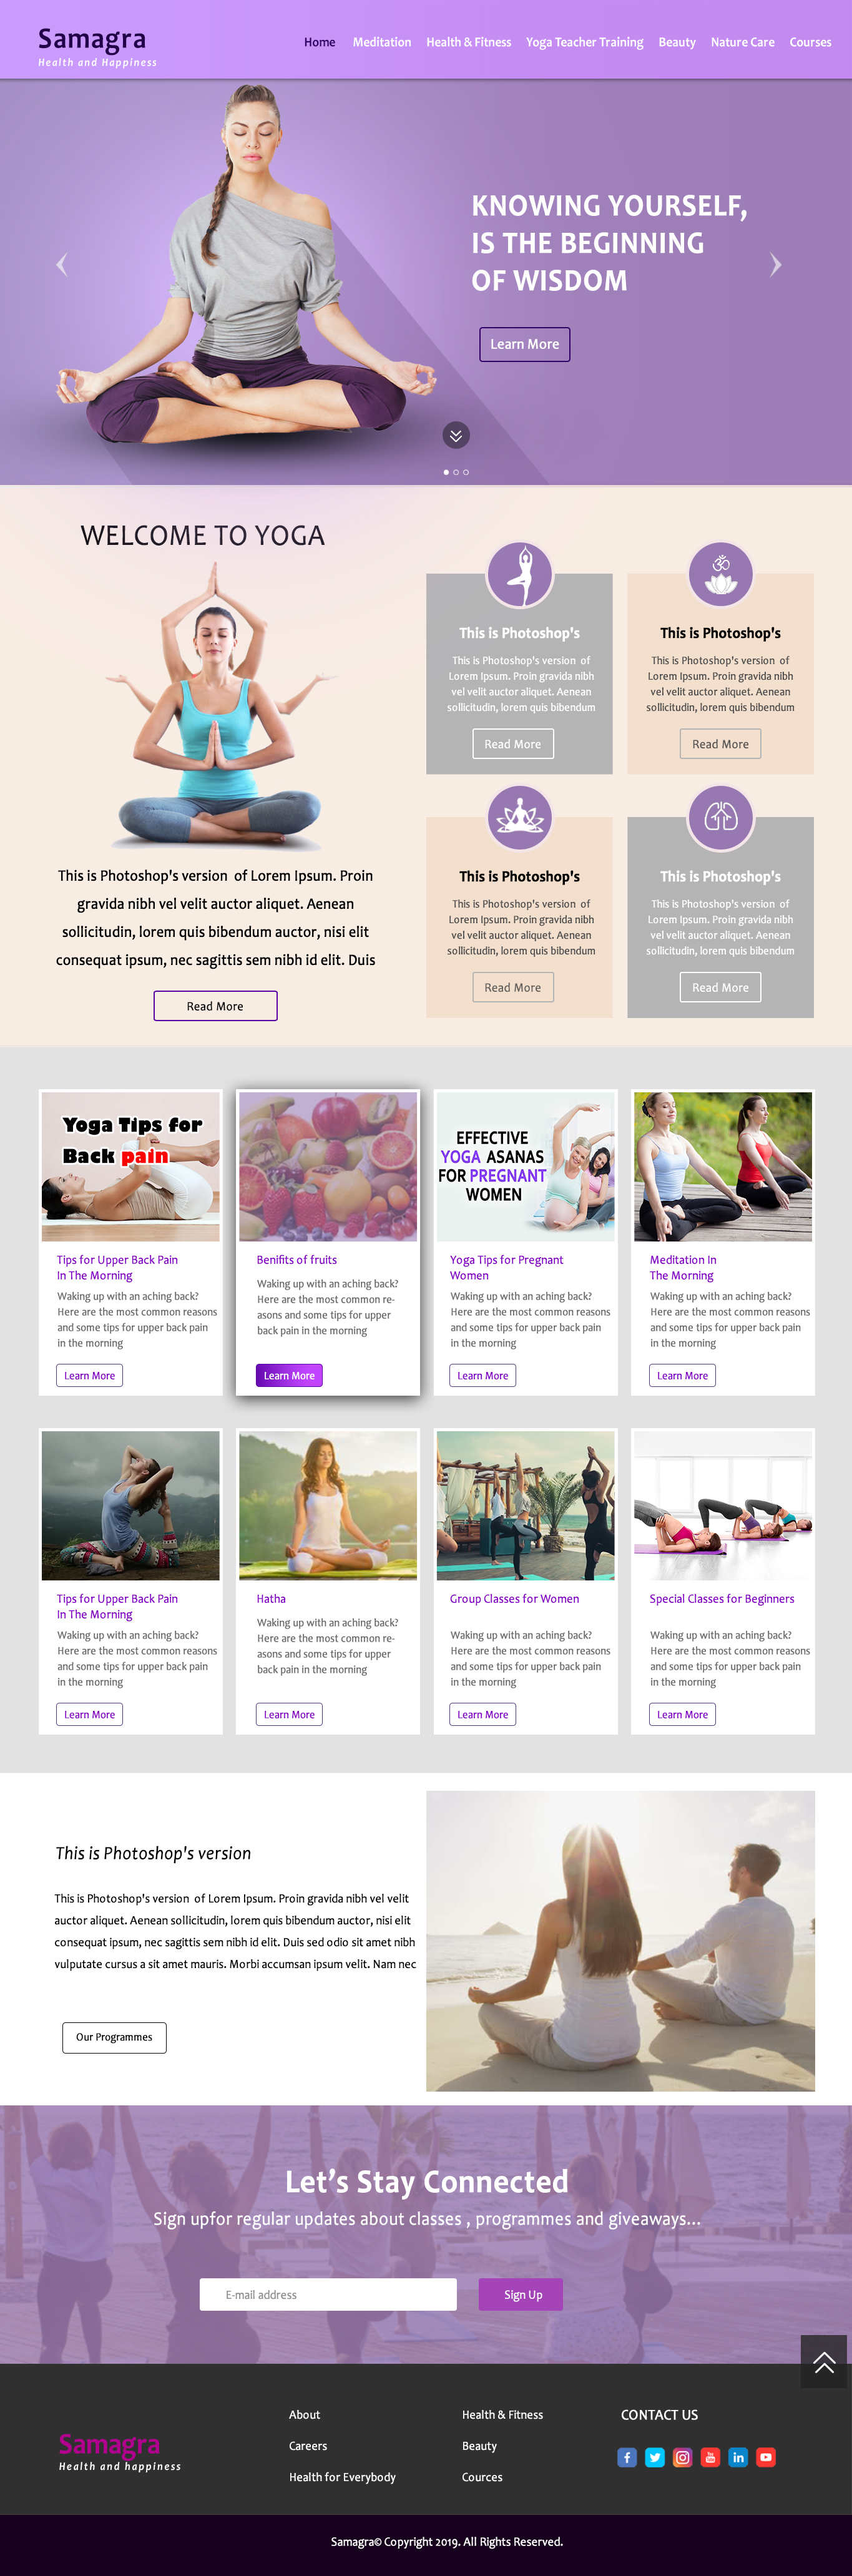 Samagra
Health and Happiness
Home Meditation Health & Fitness Yoga Teacher Training Beauty Nature Care Courses
KNOWING YOURSELF,
IS THE BEGINNING
OF WISDOM
Learn More
WELCOME TO YOGA
This is Photoshop's version of Lorem Ipsum. Proin
gravida nibh vel velit auctor aliquet. Aenean
sollicitudin, lorem quis bibendum auctor, nisi elit
consequat ipsum, nec sagittis sem nibh id elit. Duis
Read More
This is Photoshop's
This is Photoshop's version of
Lorem Ipsum. Proin gravida nibh
vel velit auctor aliquet. Aenean
sollicitudin, lorem quis bibendum
Read More
This is Photoshop's
This is Photoshop's version of
Lorem Ipsum. Proin gravida nibh
vel velit auctor aliquet. Aenean
sollicitudin, lorem quis bibendum
Read More
This is Photoshop's
This is Photoshop's version of
Lorem Ipsum. Proin gravida nibh
vel velit auctor aliquet. Aenean
sollicitudin, lorem quis bibendum
Read More
This is Photoshop's
This is Photoshop's version of
Lorem Ipsum. Proin gravida nibh
vel velit auctor aliquet. Aenean
sollicitudin, lorem quis bibendum
Read More
Yoga Tips for
Back pain
Tips for Upper Back Pain
In The Morning
Waking up with an aching back?
Here are the most common reasons
and some tips for upper back pain
in the morning
Learn More
Benifits of fruits
Waking up with an aching back?
Here are the most common re-
asons and some tips for upper
back pain in the morning
Learn More
EFFECTIVE
YOGA ASANAS
FOR PREGNANT
WOMEN
Yoga Tips for Pregnant
Women
Waking up with an aching back?
Here are the most common reasons
and some tips for upper back pain
in the morning
Learn More
Meditation In
The Morning
Waking up with an aching back?
Here are the most common reasons
and some tips for upper back pain
in the morning
Learn More
Tips for Upper Back Pain
In The Morning
Waking up with an aching back?
Here are the most common reasons
and some tips for upper back pain
in the morning
Learn More
Hatha
Waking up with an aching back?
Here are the most common re-
asons and some tips for upper
back pain in the morning
Learn More
Group Classes for Women
Waking up with an aching back?
Here are the most common reasons
and some tips for upper back pain
in the morning
Learn More
Special Classes for Beginners
Waking up with an aching back?
Here are the most common reasons
and some tips for upper back pain
in the morning
Learn More
This is Photoshop's version
This is Photoshop's version of Lorem Ipsum. Proin gravida nibh vel velit
auctor aliquet. Aenean sollicitudin, lorem quis bibendum auctor, nisi elit
consequat ipsum, nec sagittis sem nibh id elit. Duis sed odio sit amet nibh
vulputate cursus a sit amet mauris. Morbi accumsan ipsum velit. Nam nec
Our Programmes
Let's Stay Connected
Sign upfor regular updates about classes , programmes and giveaways...
E-mail address
Sign Up
Samagra
Health and happiness
About
Careers
Health for Everybody
Health & Fitness
Beauty
Cources
CONTACT US
Samagra© Copyright 2019. All Rights Reserved.